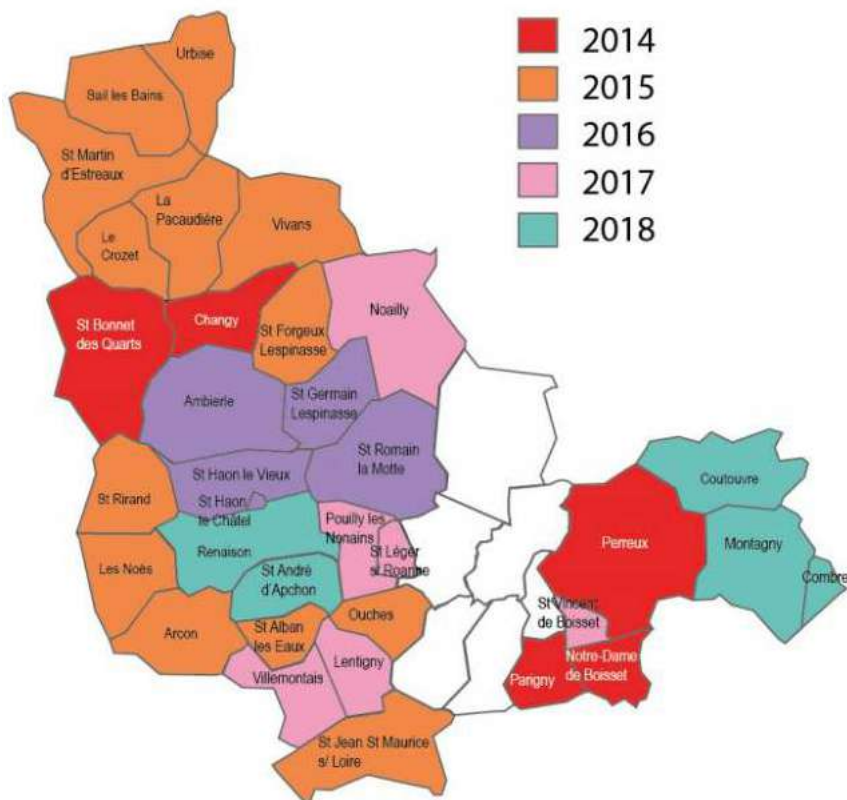 2014
2015
2016
2017
2018
Urbise
Sail les Bains
St Martin
d'Estreaux
La
Pacaudière
Le
Crozet
Vivans
St Bonnet
des Quarts
Changy
St Forgeux
Lespinasse
Noailly
Ambierle
St Germain
Lespinasse
St Romain
la Motte
St Haon le Vieux
St Haon
le Châtel
St Rirand
Renaison
Pouilly les
Nonains
St Léger
s/ Roanne
Les Noës
St André
d'Apchon
Arcon
St Alban
les Eaux
Ouches
Villemontais
Lentigny
St Jean St Maurice
s/ Loire
Coutouvre
Perreux
Montagny
Combre
St Vincent
de Boisset
Parigny
Notre-Dame
de Boisset